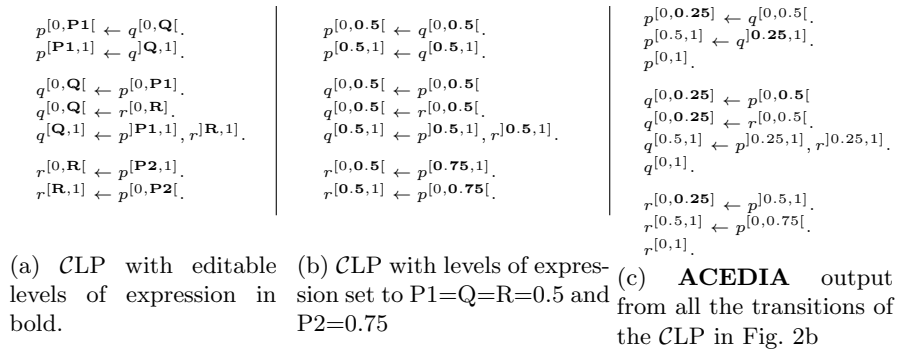 p^[0,P1[ ← q^[0,Q[.
p^[P1,1] ← q^]Q,1].
q^[0,Q[ ← p^[0,P1].
q^[0,Q[ ← r^[0,R].
q^[Q,1] ← p^]P1,1], r^]R,1].
r^[0,R[ ← p^[P2,1].
r^[R,1] ← p^[0,P2[.
(a) CLP with editable
levels of expression in
bold.
p^[0,0.5[ ← q^[0,0.5[.
p^[0.5,1] ← q^[0.5,1].
q^[0,0.5[ ← p^[0,0.5[
q^[0,0.5[ ← r^[0,0.5[.
q^[0.5,1] ← p^]0.5,1], r^]0.5,1].
r^[0,0.5[ ← p^[0.75,1].
r^[0.5,1] ← p^[0,0.75[.
(b) CLP with levels of expres-
sion set to P1=Q=R=0.5 and
P2=0.75
p^[0,0.25] ← q^[0,0.5[.
p^[0.5,1] ← q^]0.25,1].
p^[0,1].
q^[0,0.25] ← p^[0,0.5[
q^[0,0.25] ← r^[0,0.5[.
q^[0.5,1] ← p^]0.25,1], r^]0.25,1].
q^[0,1].
r^[0,0.25] ← p^]0.5,1].
r^[0.5,1] ← p^[0,0.75[.
r^[0,1].
(c) ACEDIA output
from all the transitions of
the CLP in Fig. 2b